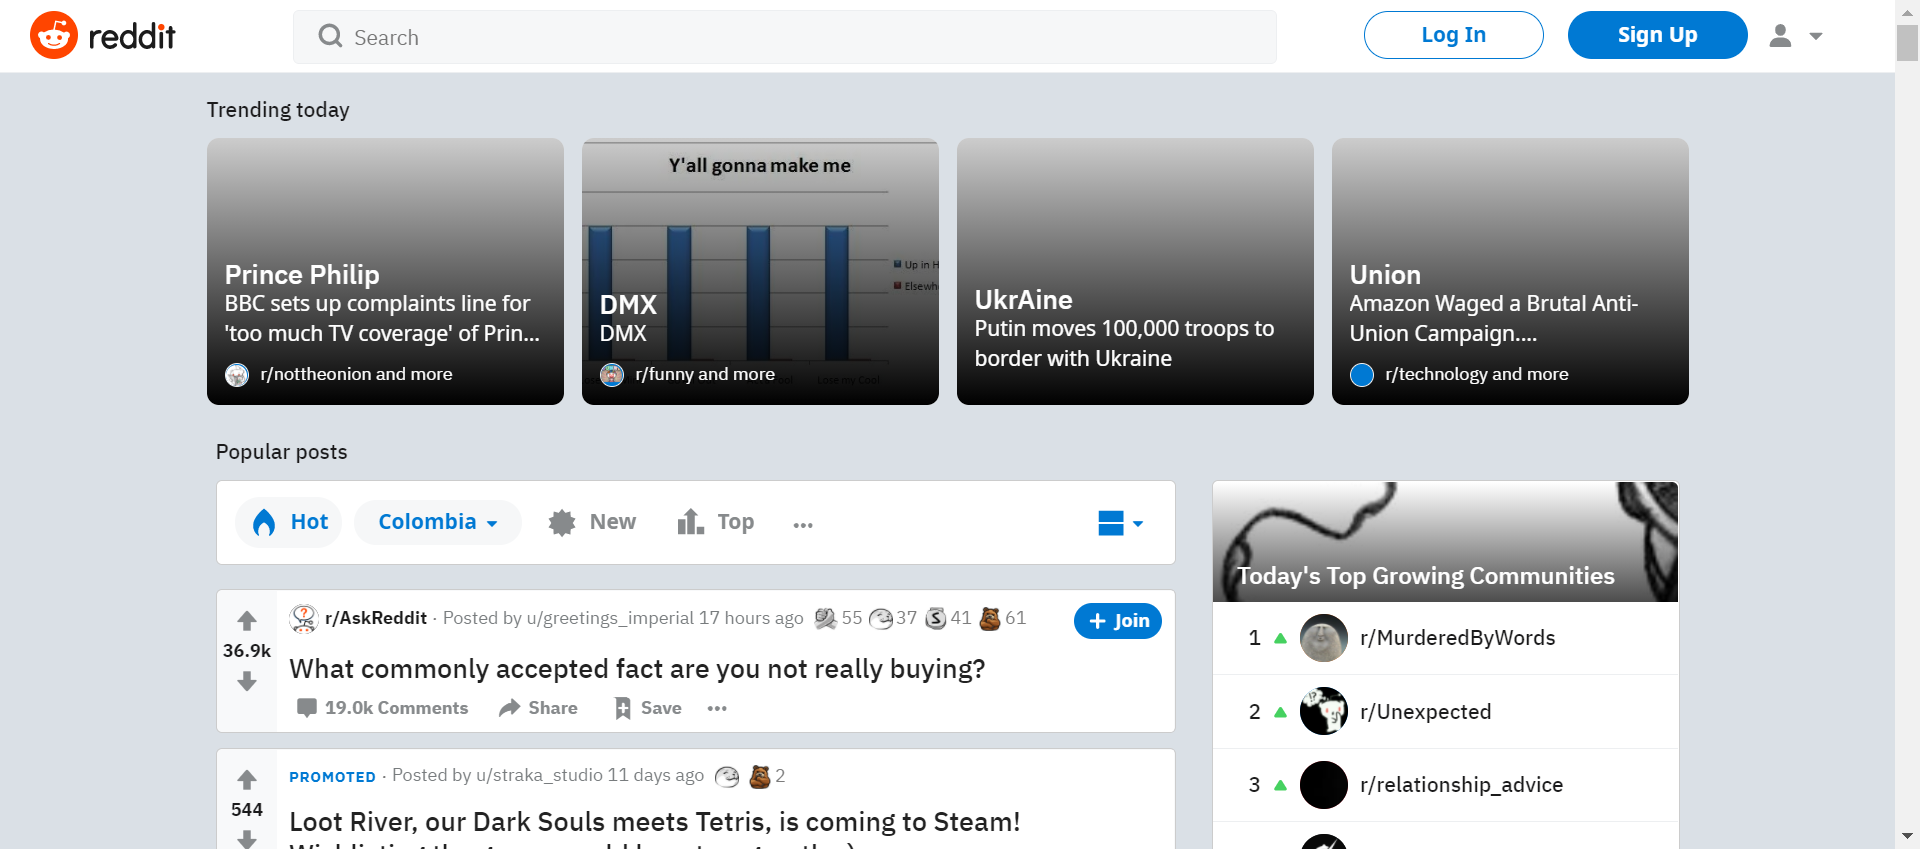 reddit
Search
Log In
Sign Up
Trending today
Prince Philip
BBC sets up complaints line for
'too much TV coverage' of Prin...
r/nottheonion and more
Y'all gonna make me
Up in H
Elsewh
DMX
DMX
r/funny and more
Lose my Cool
UkrAine
Putin moves 100,000 troops to
border with Ukraine
Union
Amazon Waged a Brutal Anti-
Union Campaign....
r/technology and more
Popular posts
Hot
Colombia
New
Top
...
r/AskReddit · Posted by u/greetings_imperial 17 hours ago 55 37 S 41 61
+ Join
36.9k
What commonly accepted fact are you not really buying?
19.0k Comments
Share
Save
...
PROMOTED · Posted by u/straka_studio 11 days ago 2
544
Loot River, our Dark Souls meets Tetris, is coming to Steam!
Today's Top Growing Communities
1 r/MurderedByWords
2 r/Unexpected
3 r/relationship_advice